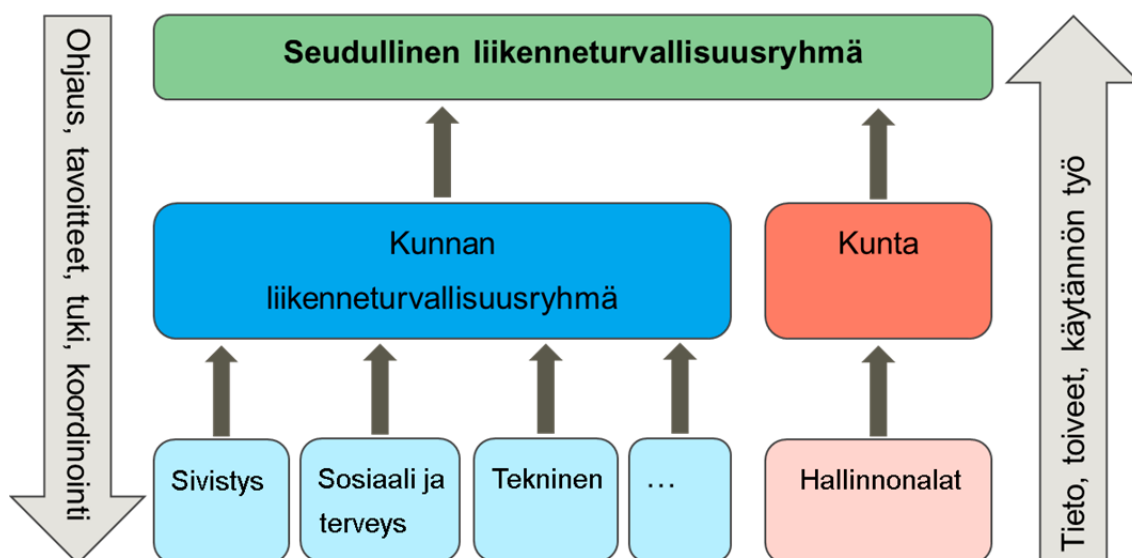 Seudullinen liikenneturvallisuusryhmä
Ohjaus, tavoitteet, tuki, koordinointi
Kunnan
liikenneturvallisuusryhmä
Kunta
Sivistys
Sosiaali ja
terveys
Tekninen
…
Hallinnonalat
Tieto, toiveet, käytännön työ